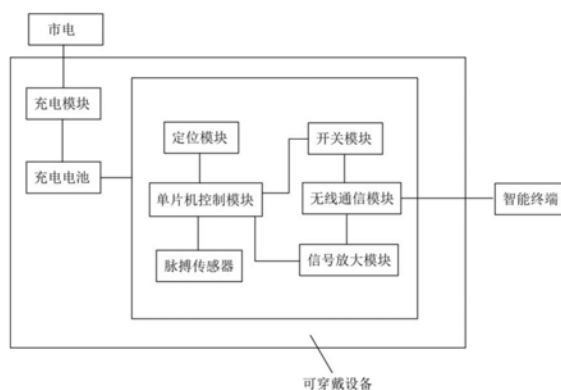 市电
充电模块
充电电池
定位模块
开关模块
单片机控制模块
无线通信模块
智能终端
脉搏传感器
信号放大模块
可穿戴设备